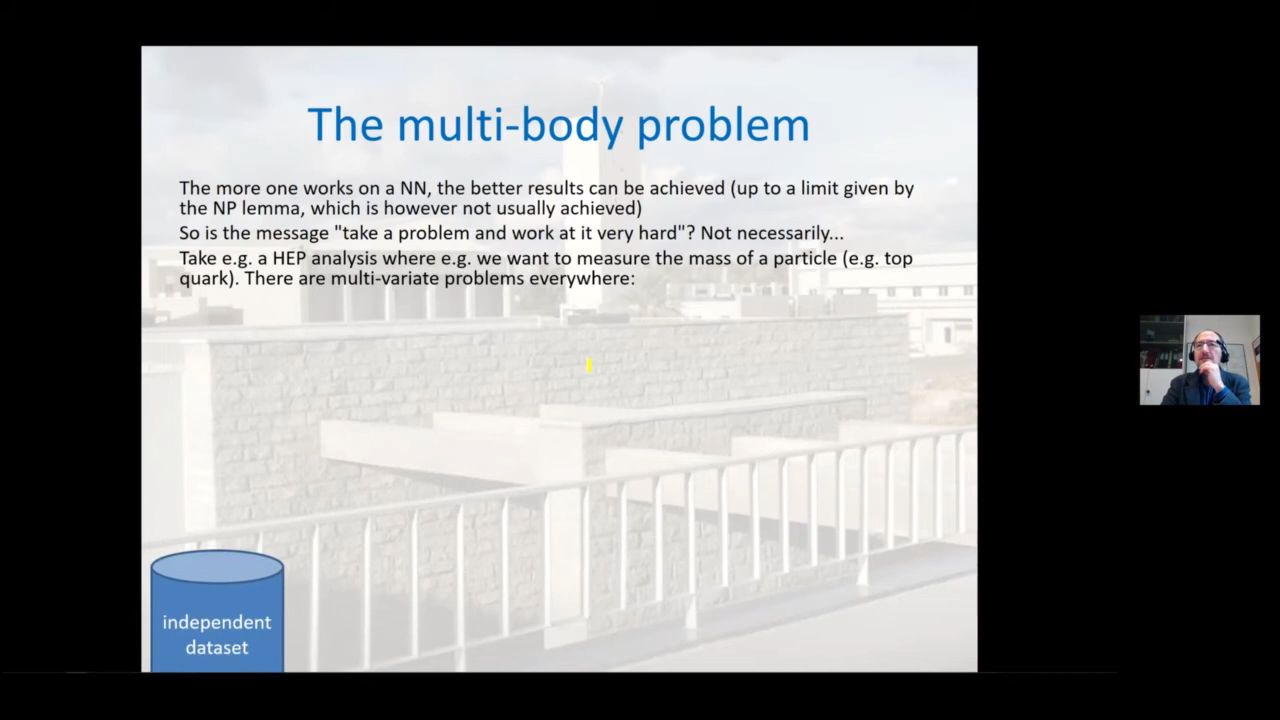 The multi-body problem
The more one works on a NN, the better results can be achieved (up to a limit given by
the NP lemma, which is however not usually achieved)
So is the message "take a problem and work at it very hard"? Not necessarily...
Take e.g. a HEP analysis where e.g. we want to measure the mass of a particle (e.g. top
quark). There are multi-variate problems everywhere:
independent
dataset